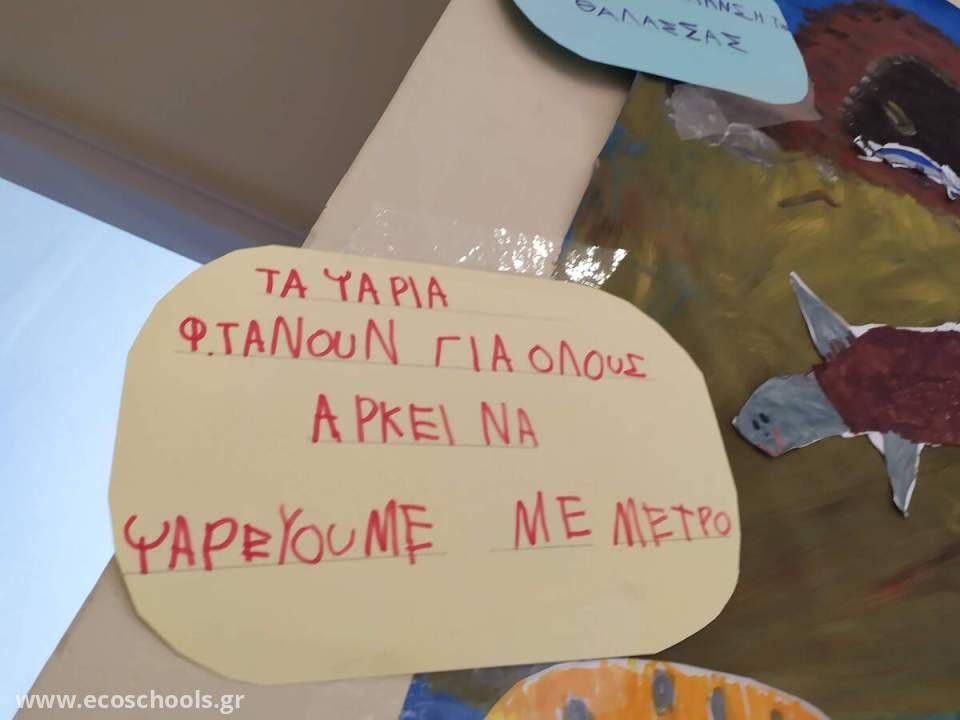 ΘΑΛΑΣΣΑΣ
ΤΑ ΨΑΡΙΑ
ΦΤΑΝΟΥΝ ΓΙΑ ΟΛΟΥΣ
ΑΡΚΕΙ ΝΑ
ΨΑΡΕΥΟΥΜΕ ΜΕ ΜΕΤΡΟ
www.ecoschools.gr